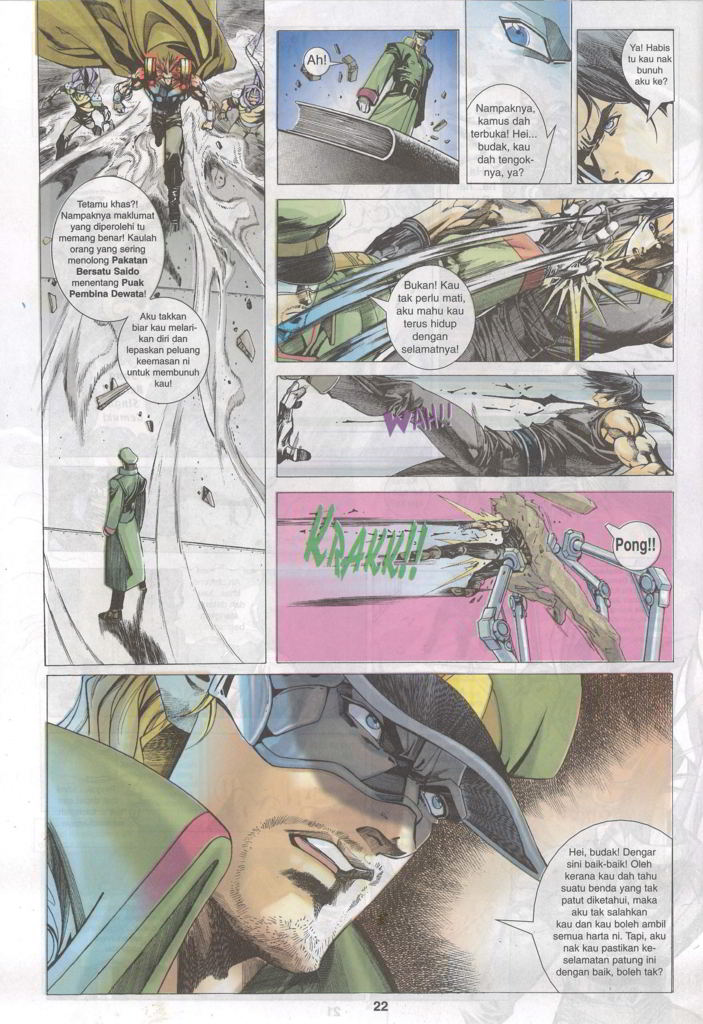 Tetamu khas?!
Nampaknya maklumat
yang diperolehi tu
memang benar! Kaulah
orang yang sering
menolong Pakatan
Bersatu Saido
menentang Puak
Pembina Dewata!
Aku takkan
biar kau melari-
kan diri dan
lepaskan peluang
keemasan ni
untuk membunuh
kau!
Ah!
Nampaknya,
kamus dah
terbuka! Hei...
budak, kau
dah tengok-
nya, ya?
Ya! Habis
tu kau nak
bunuh
aku ke?
Bukan! Kau
tak perlu mati,
aku mahu kau
terus hidup
dengan
selamatnya!
WAH!!
KRAKK!!
Pong!!
Hei, budak! Dengar
sini baik-baik! Oleh
kerana kau dah tahu
suatu benda yang tak
patut diketahui, maka
aku tak salahkan
kau dan kau boleh ambil
semua harta ni. Tapi, aku
nak kau pastikan ke-
selamatan patung ini
dengan baik, boleh tak?
22